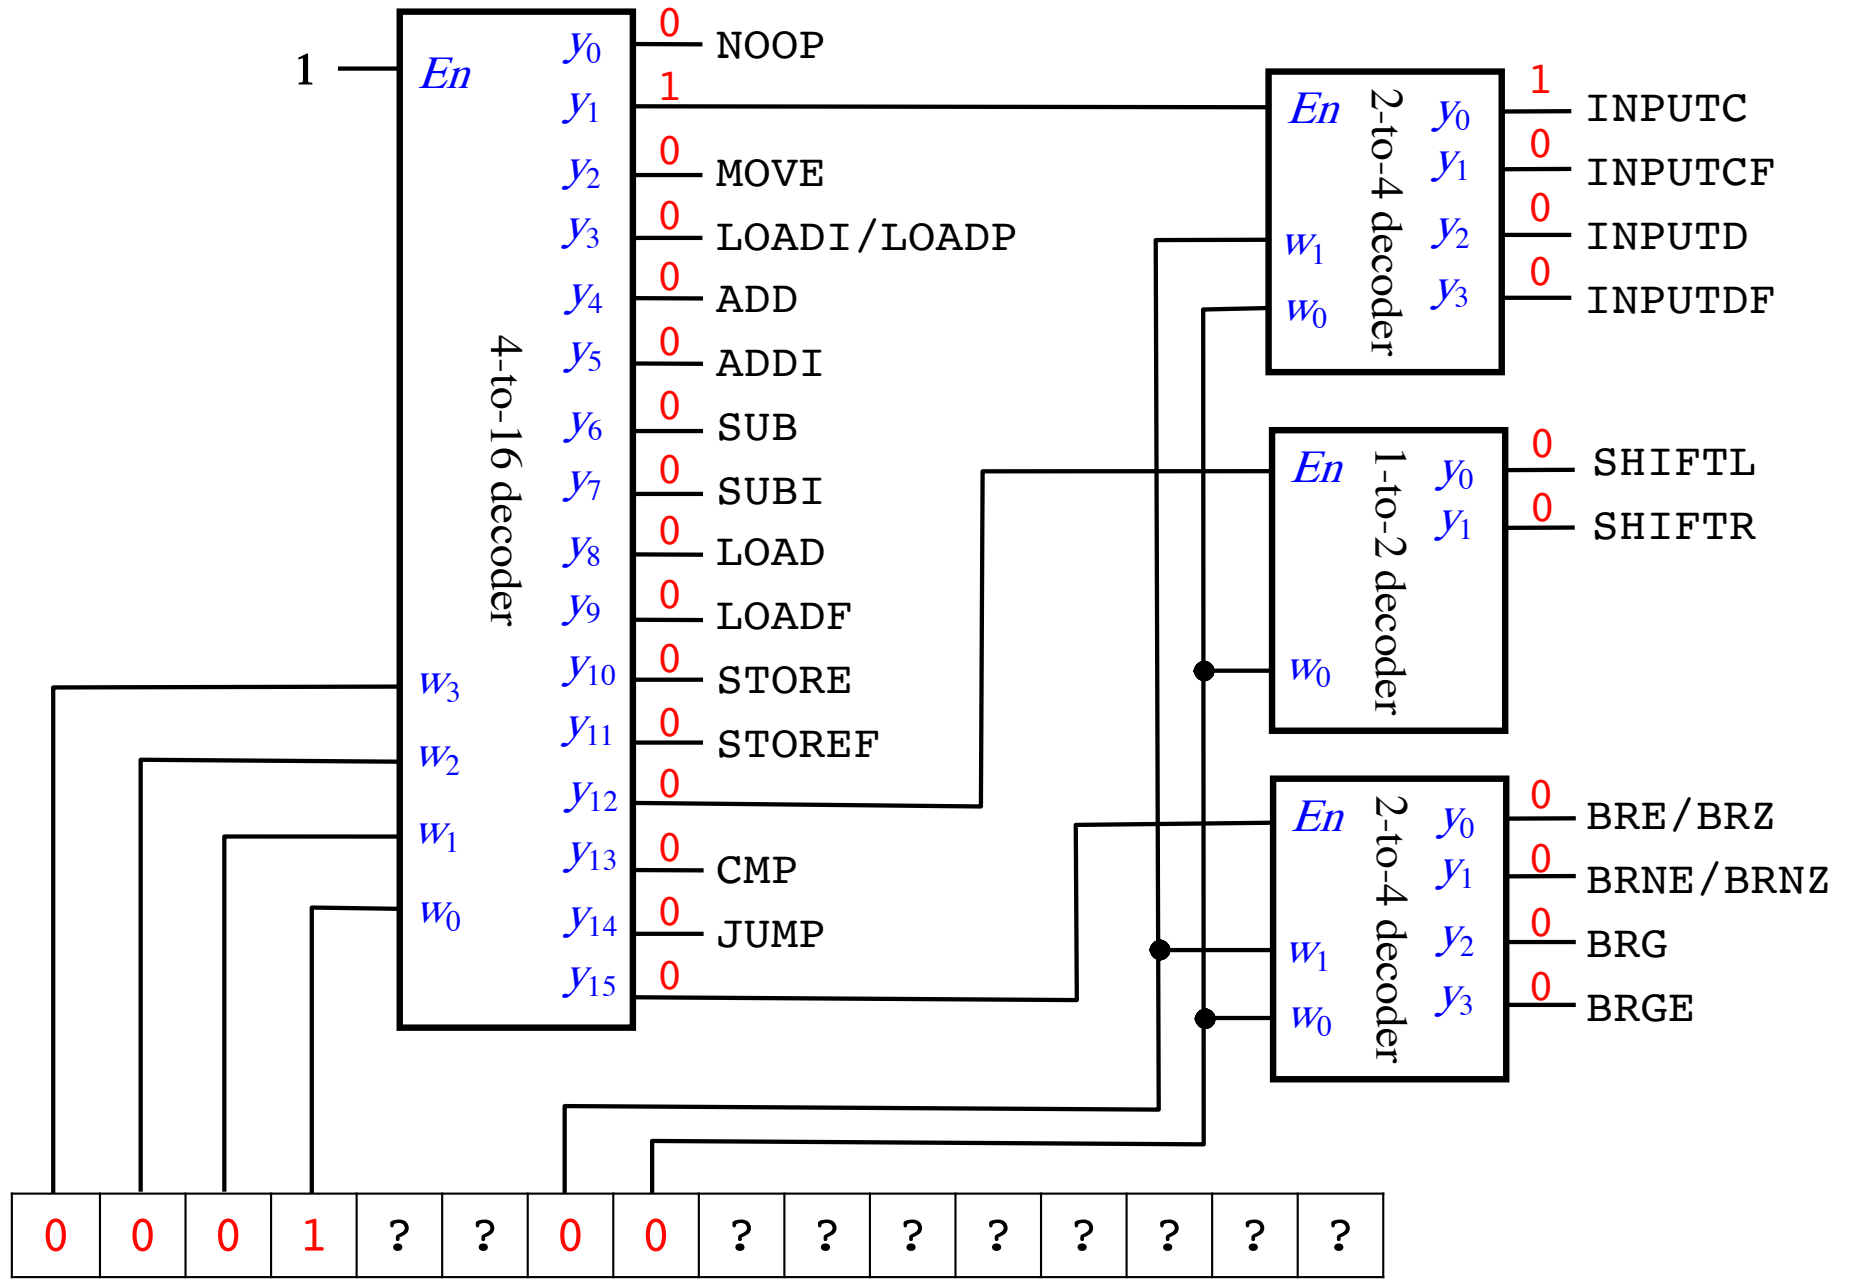 1
En
4-to-16 decoder
w3
w2
w1
w0
y0 0 NOOP
y1 1
y2 0 MOVE
y3 0 LOADI/LOADP
y4 0 ADD
y5 0 ADDI
y6 0 SUB
y7 0 SUBI
y8 0 LOAD
y9 0 LOADF
y10 0 STORE
y11 0 STOREF
y12 0
y13 0 CMP
y14 0 JUMP
y15 0
En
w1
w0
2-to-4 decoder
y0 1 INPUTC
y1 0 INPUTCF
y2 0 INPUTD
y3 0 INPUTDF
En
w0
1-to-2 decoder
y0 0 SHIFTL
y1 0 SHIFTR
En
w1
w0
2-to-4 decoder
y0 0 BRE/BRZ
y1 0 BRNE/BRNZ
y2 0 BRG
y3 0 BRGE
0 0 0 1 ? ? 0 0 ? ? ? ? ? ? ? ?